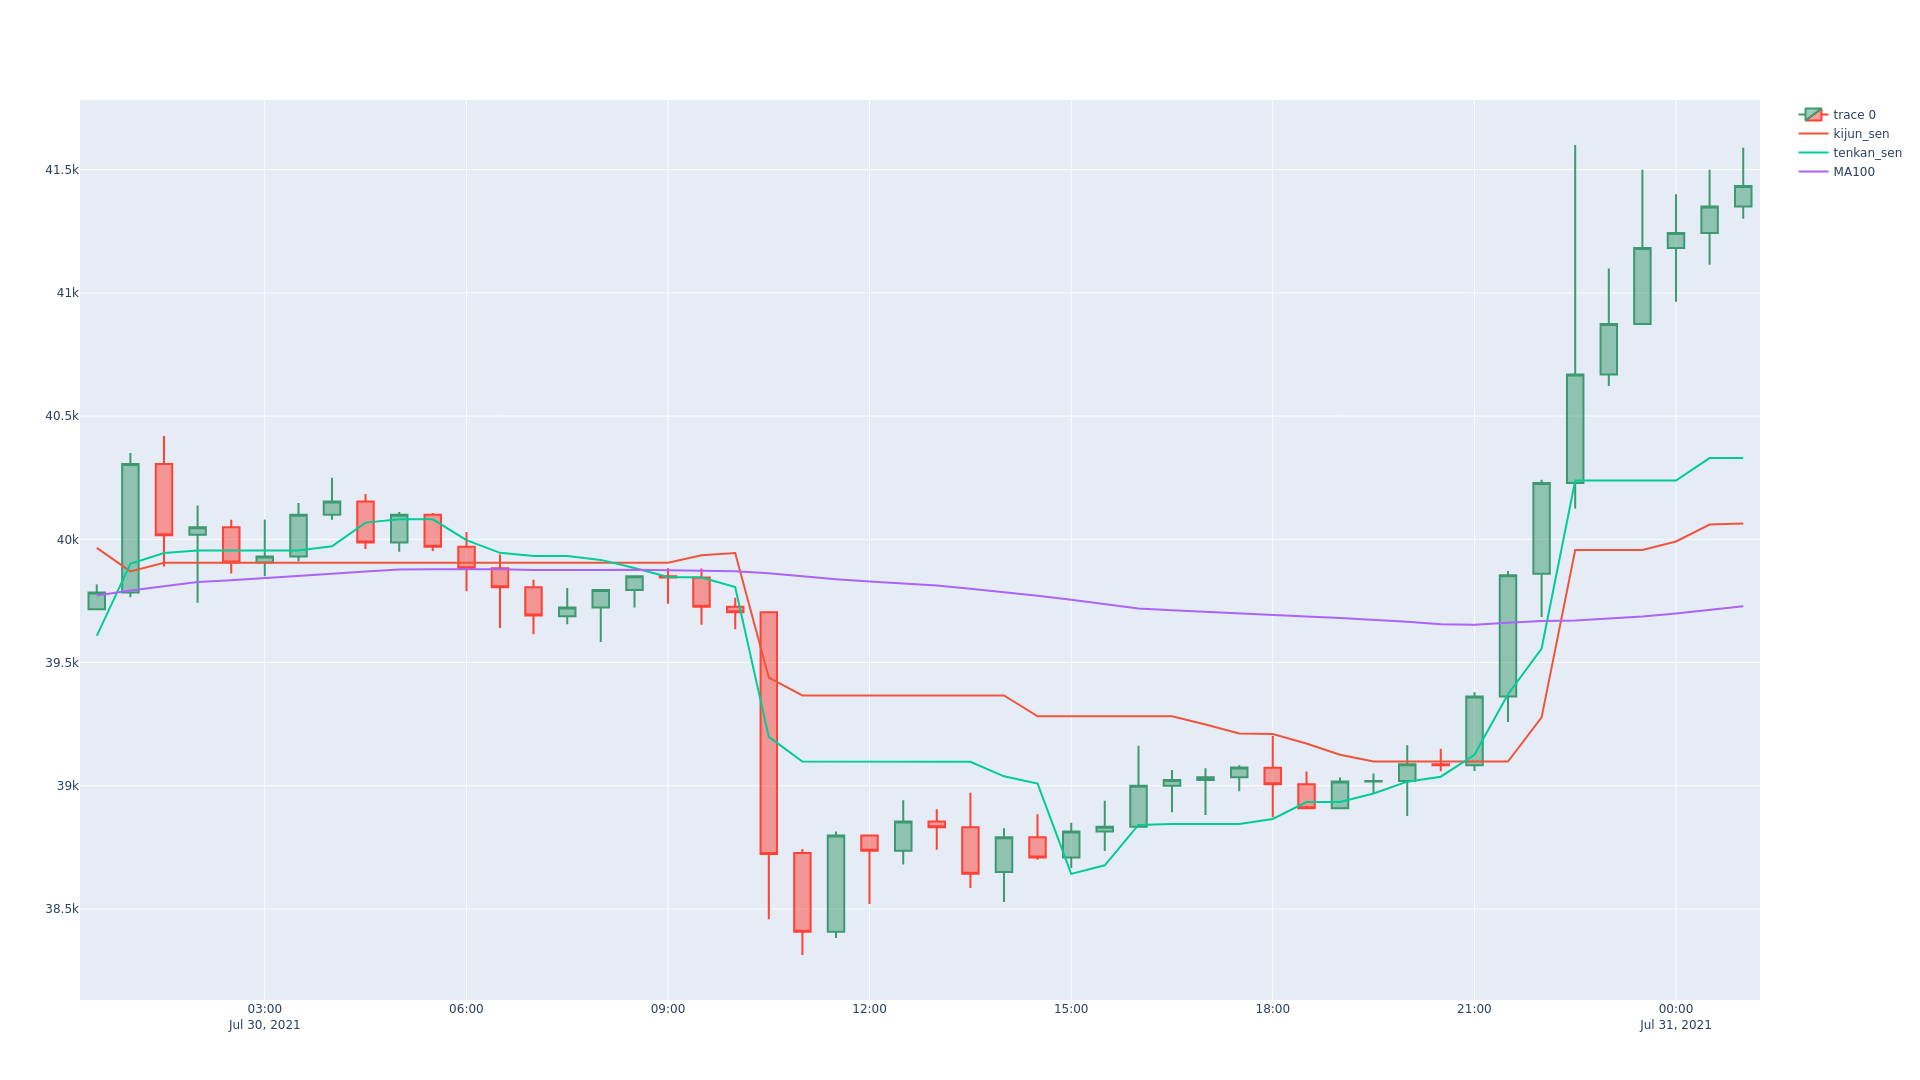 trace 0
kijun_sen
tenkan_sen
MA100
41.5k
41k
40.5k
40k
39.5k
39k
38.5k
03:00 06:00 09:00 12:00 15:00 18:00 21:00 00:00
Jul 30, 2021 Jul 31, 2021